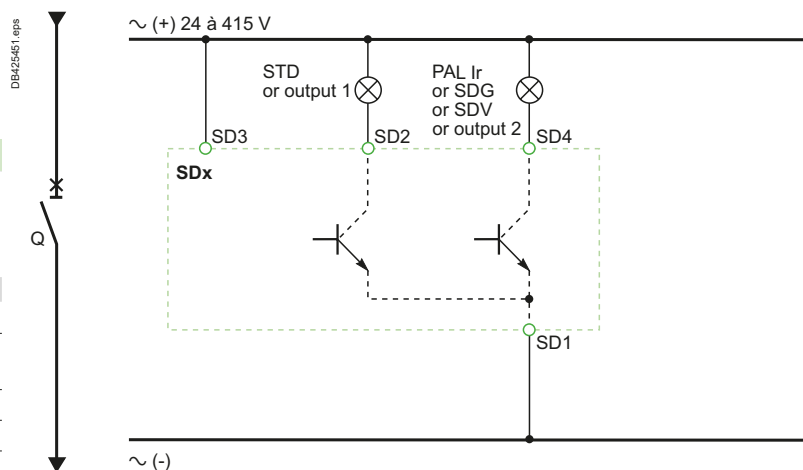 DB425451.eps
∼ (+) 24 à 415 V
STD
or output 1
PAL Ir
or SDG
or SDV
or output 2
SD3
SD2
SD4
SDx
Q
SD1
∼ (-)